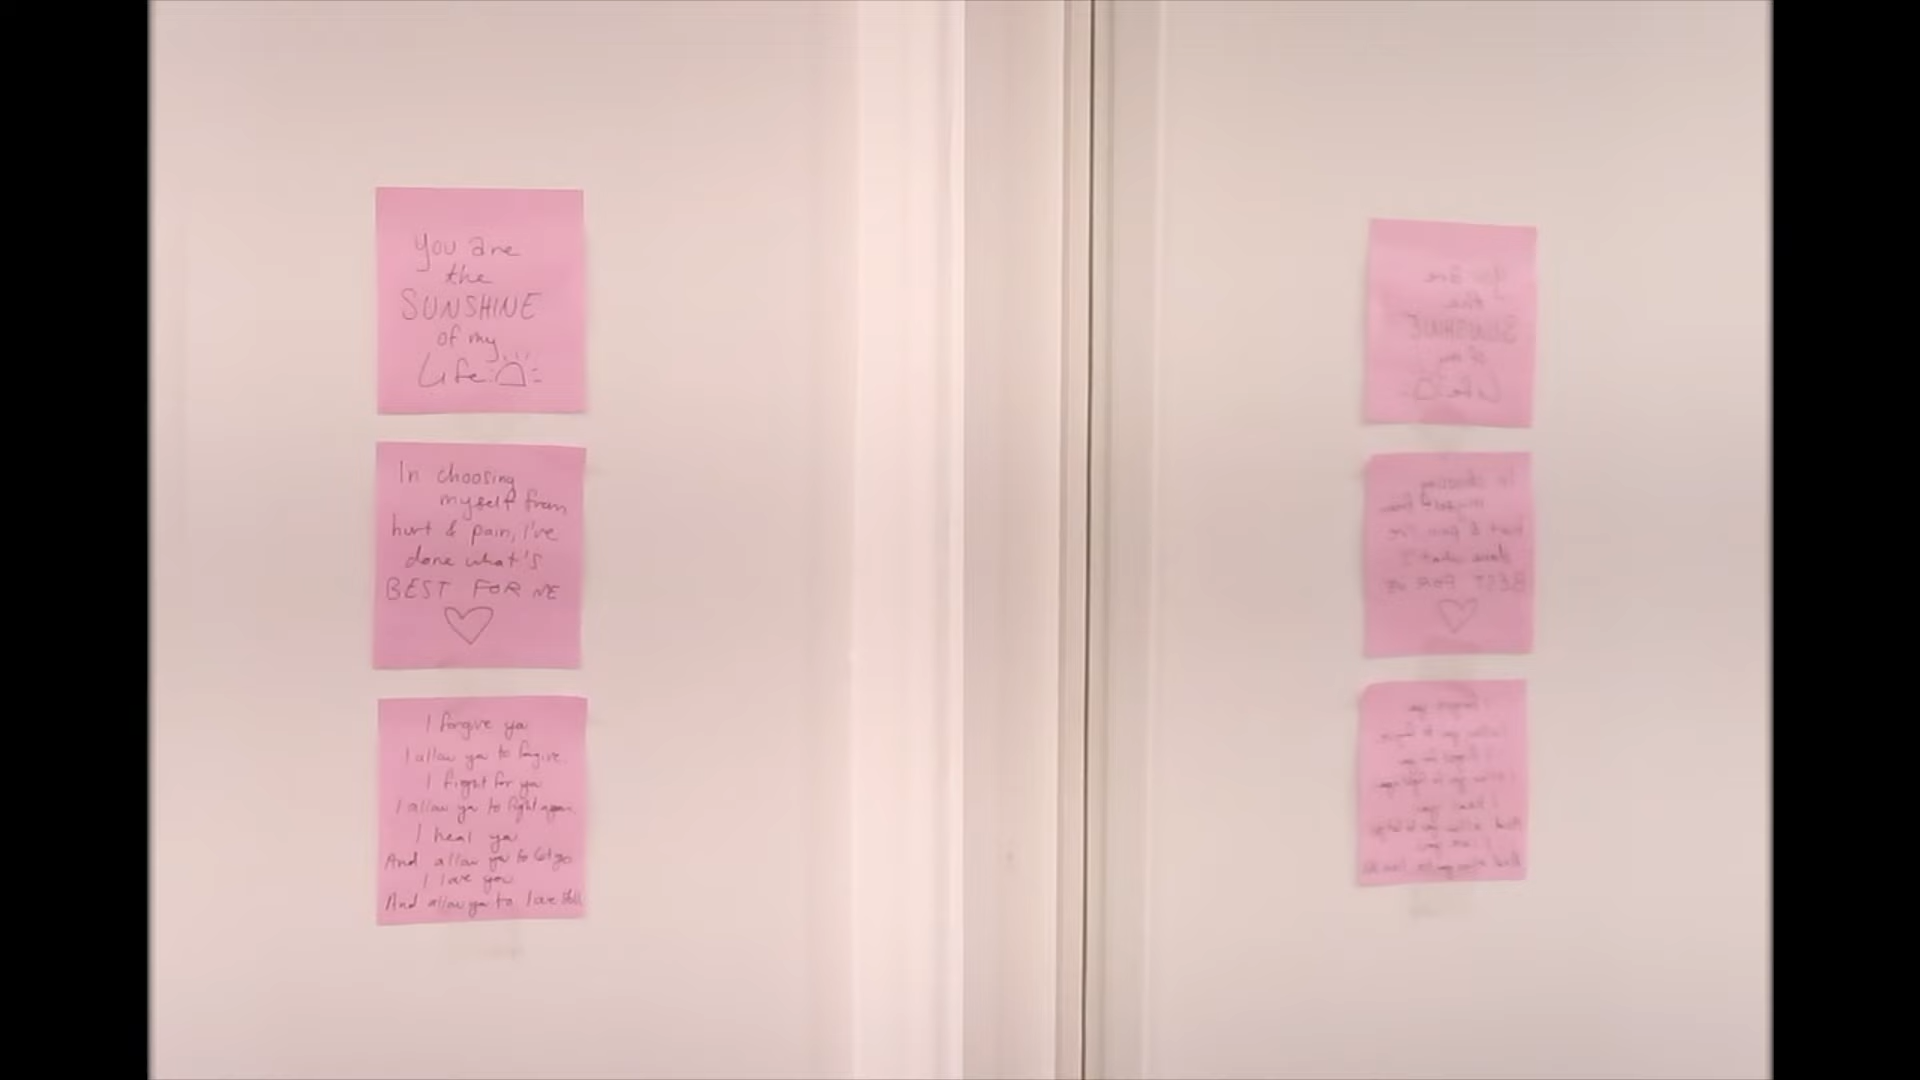 You are
the
SUNSHINE
of my
Life
In choosing
myself from
hurt & pain, I've
done what's
BEST FOR ME
I forgive you
I allow you to forgive
I fight for you
I allow you to fight again
I heal you
And allow you to let go
I love you
And allow you to love still